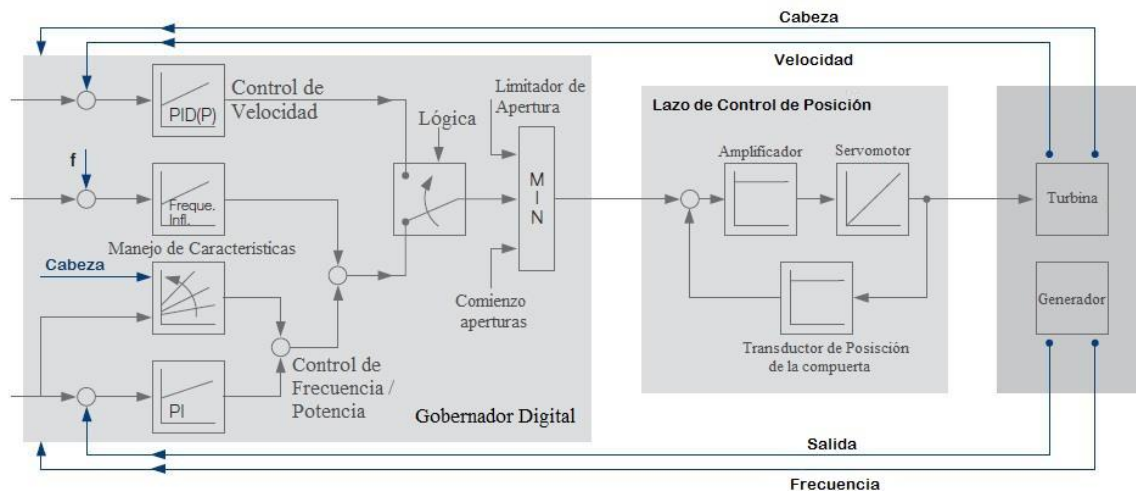 Cabeza
Velocidad
PID(P)
Control de
Velocidad
Limitador de
Apertura
Lógica
f
Freque.
Infl.
Manejo de Características
Cabeza
M
I
N
Comienzo
aperturas
PI
Control de
Frecuencia /
Potencia
Gobernador Digital
Lazo de Control de Posición
Amplificador
Servomotor
Transductor de Posisción
de la compuerta
Turbina
Generador
Salida
Frecuencia